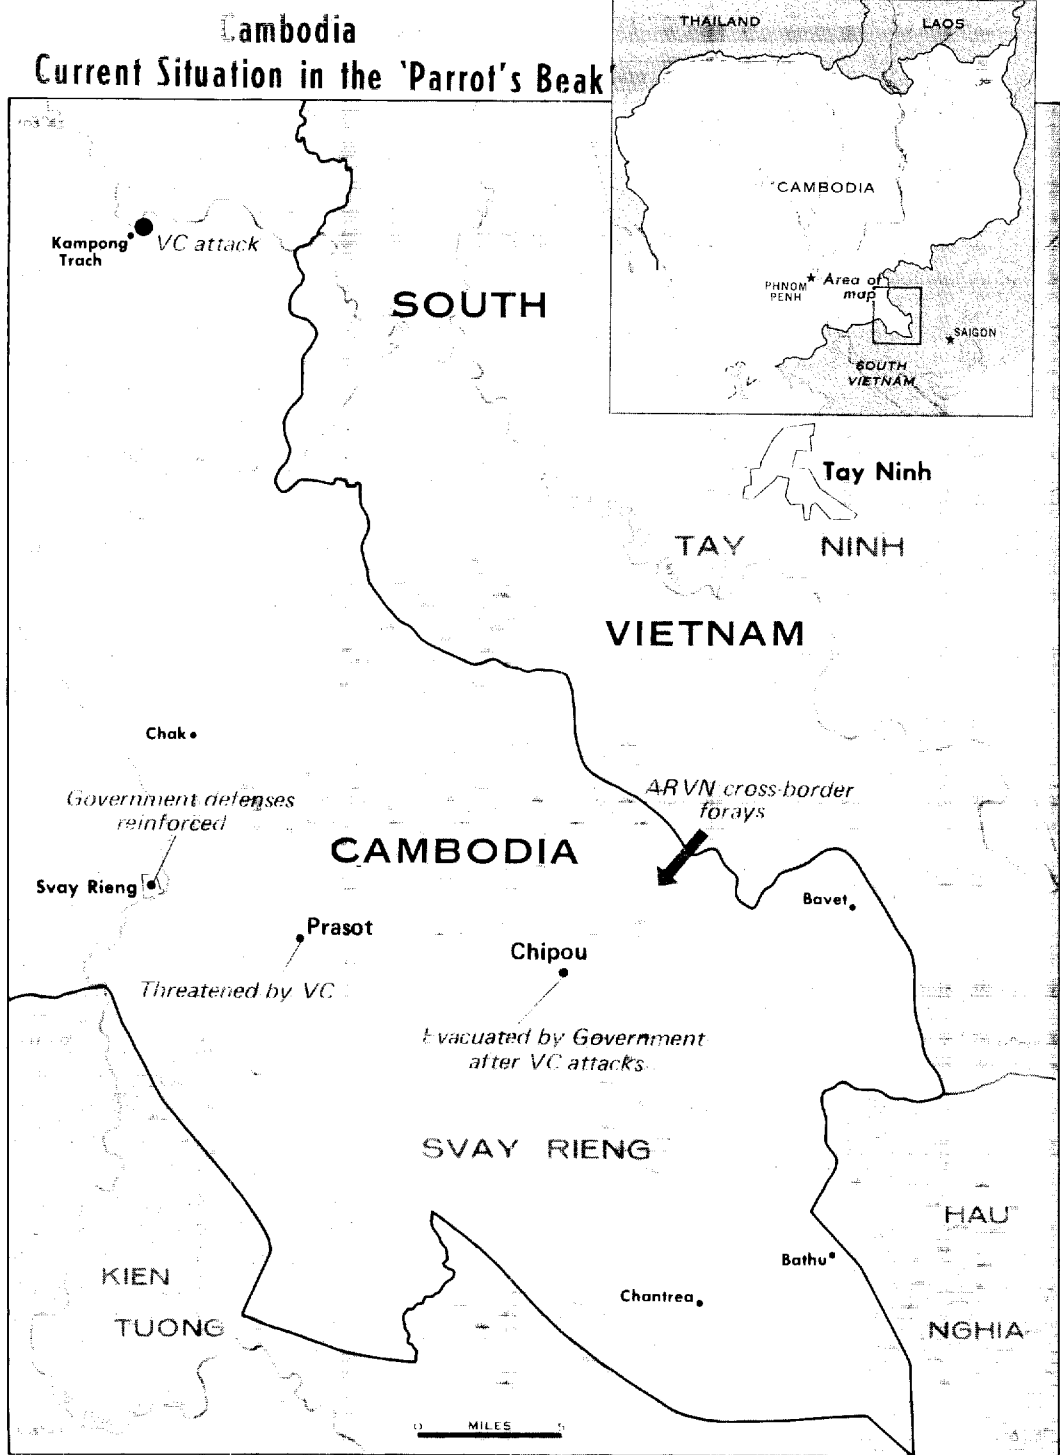 Cambodia
Current Situation in the 'Parrot's Beak'
THAILAND
LAOS
CAMBODIA
PHNOM
PENH
Area of
map
SAIGON
SOUTH
VIETNAM
Kampong
Trach
VC attack
SOUTH
Tay Ninh
TAY NINH
VIETNAM
Chak
Government defenses
reinforced
ARVN cross-border
forays
CAMBODIA
Svay Rieng
Bavet
Prasot
Chipou
Threatened by VC
Evacuated by Government
after VC attacks
SVAY RIENG
HAU
Bathu
KIEN
Chantrea
TUONG
NGHIA
0 MILES 5